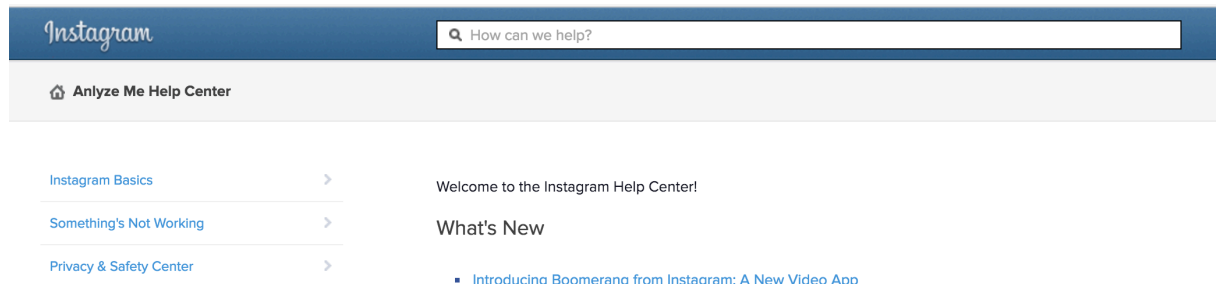 Instagram
How can we help?
Anlyze Me Help Center
Instagram Basics
Something's Not Working
Privacy & Safety Center
Welcome to the Instagram Help Center!
What's New
Introducing Boomerang from Instagram: A New Video App